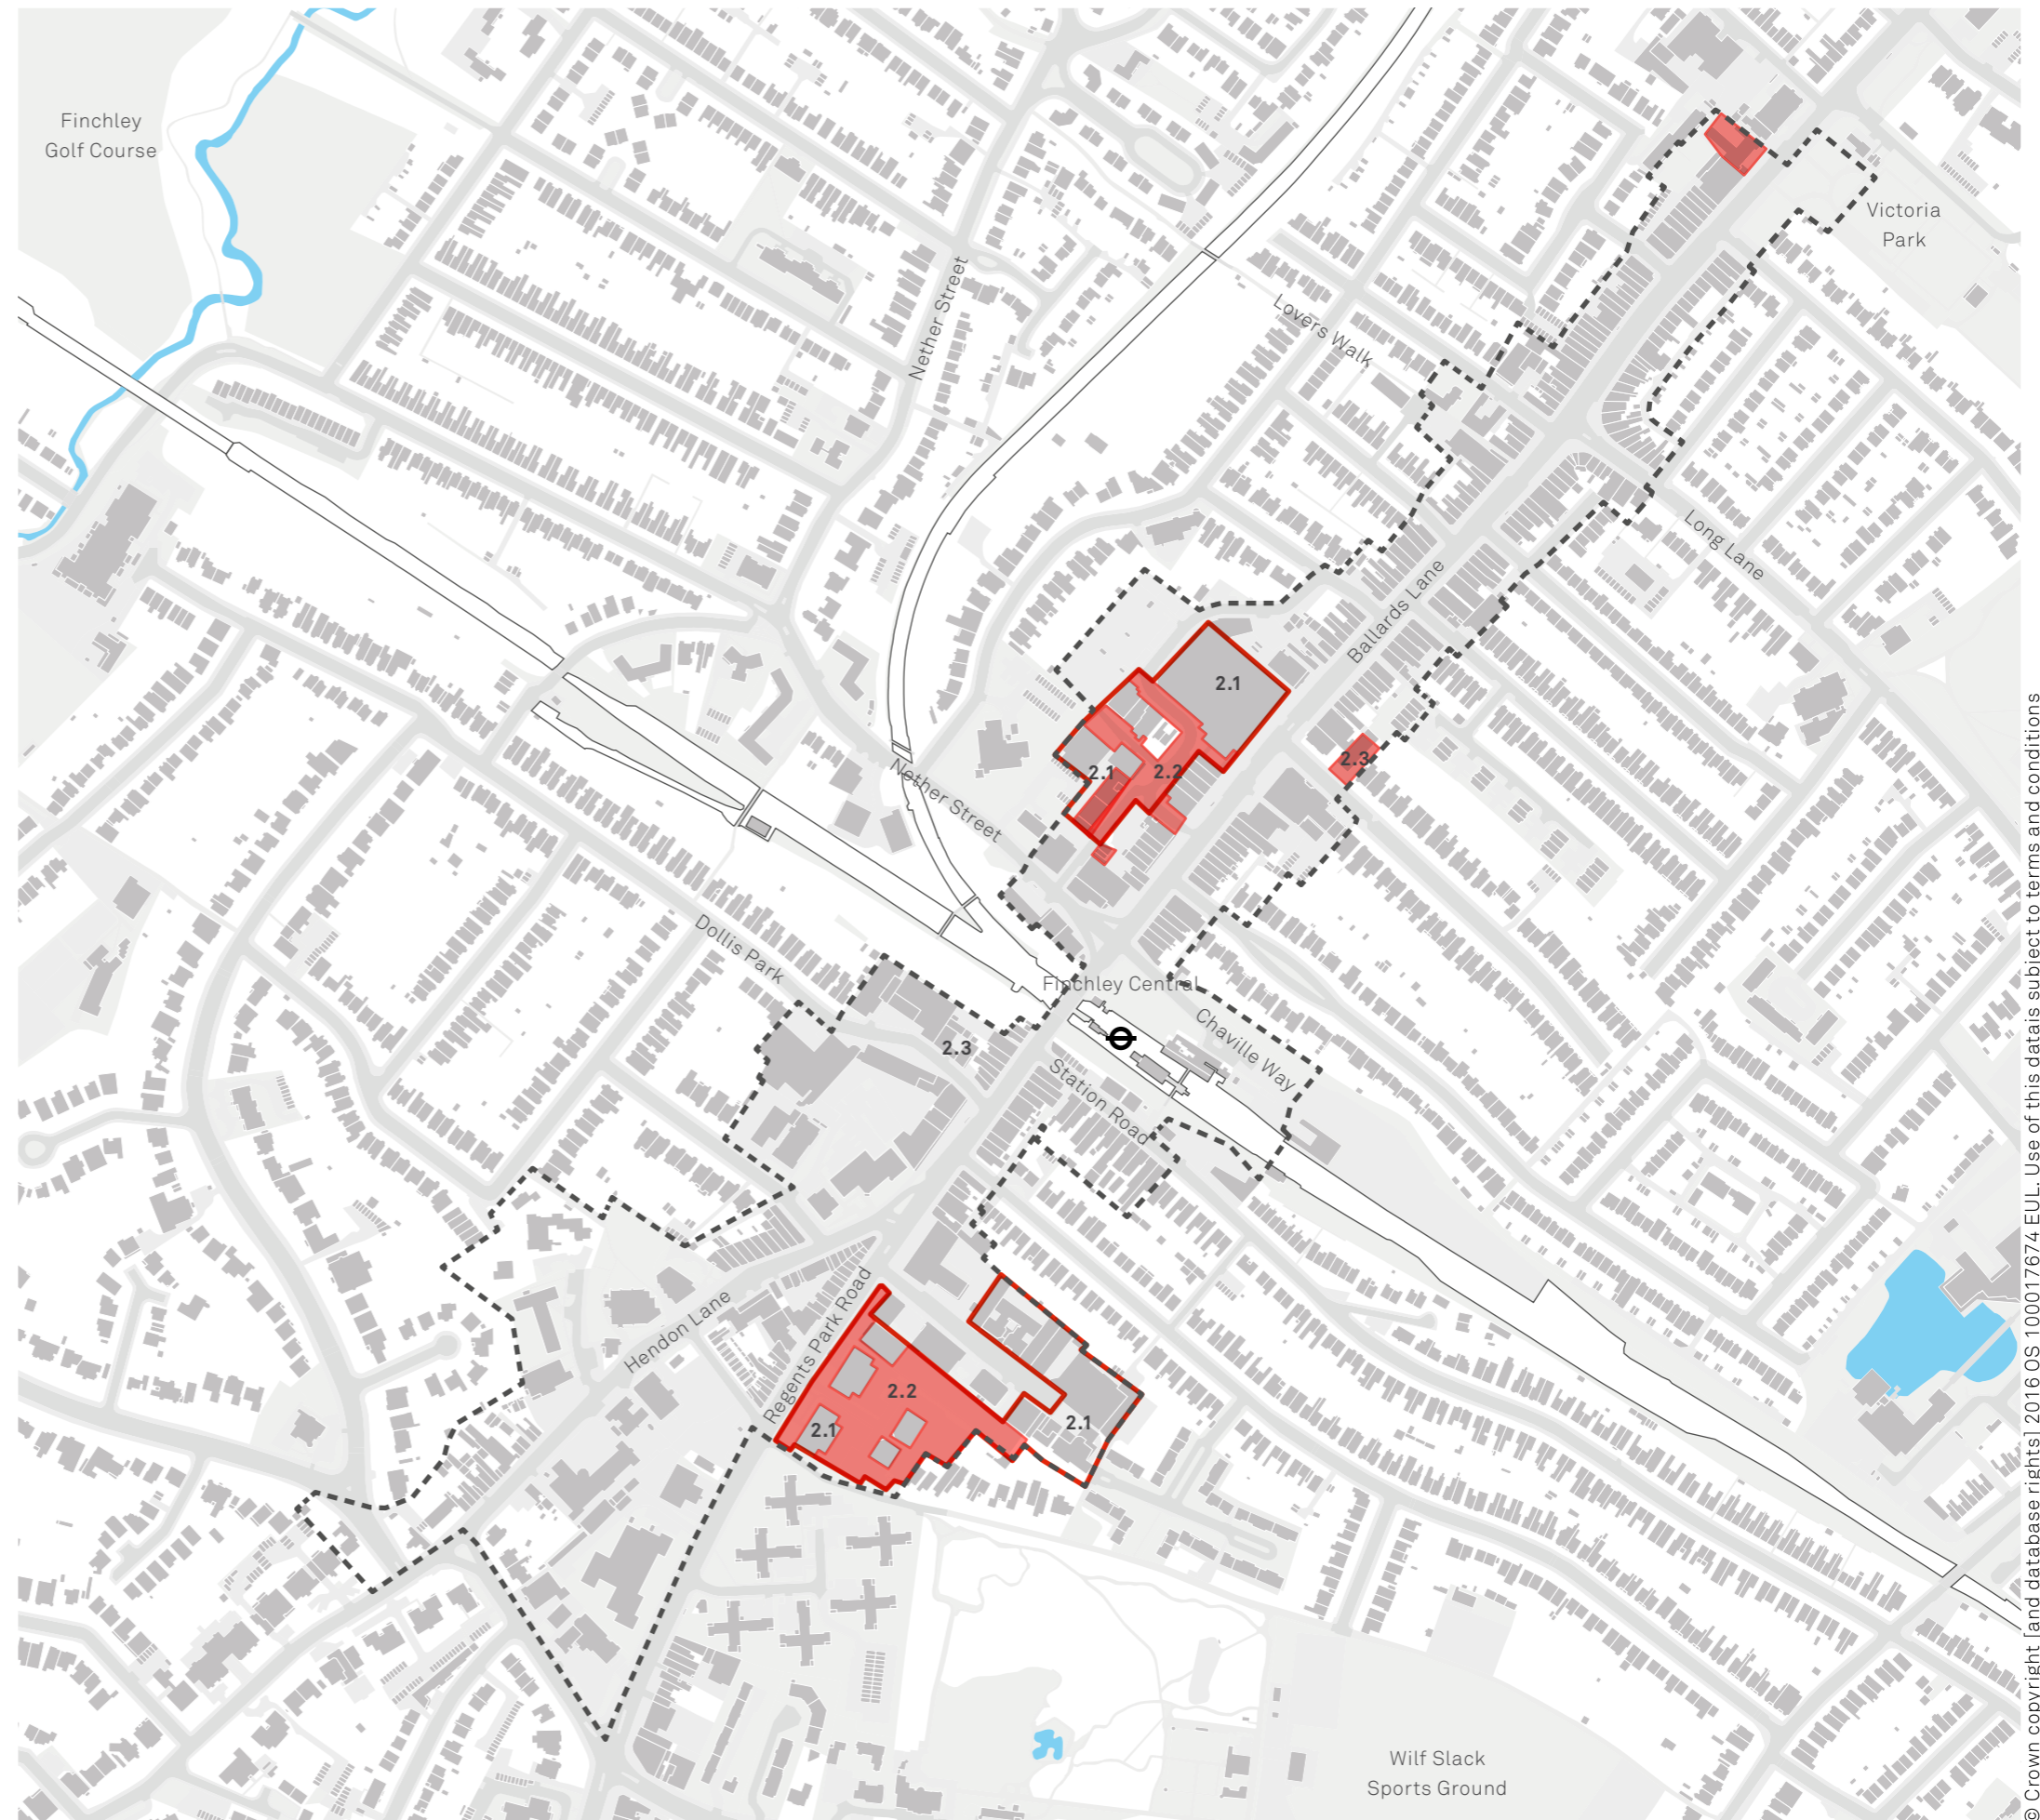 Finchley
Golf Course
Victoria
Park
Nether Street
Lovers Walk
Long Lane
Ballards Lane
2.1
2.3
2.1
2.2
Nether Street
Dollis Park
Finchley Central
Chaville Way
2.3
Station Road
Regents Park Road
Hendon Lane
2.2
2.1
2.1
Wilf Slack
Sports Ground
© Crown copyright [and database rights] 2016 OS 100017674 EUL. Use of this datais subject to terms and conditions